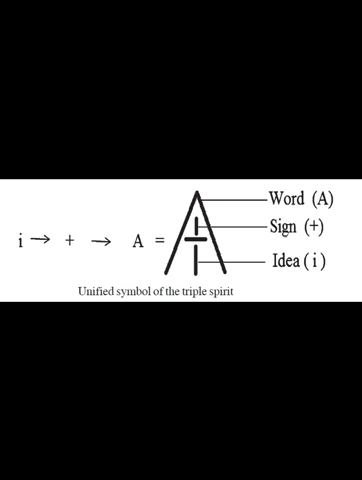 Word (A)
Sign (+)
i → + → A =
Idea ( i )
Unified symbol of the triple spirit